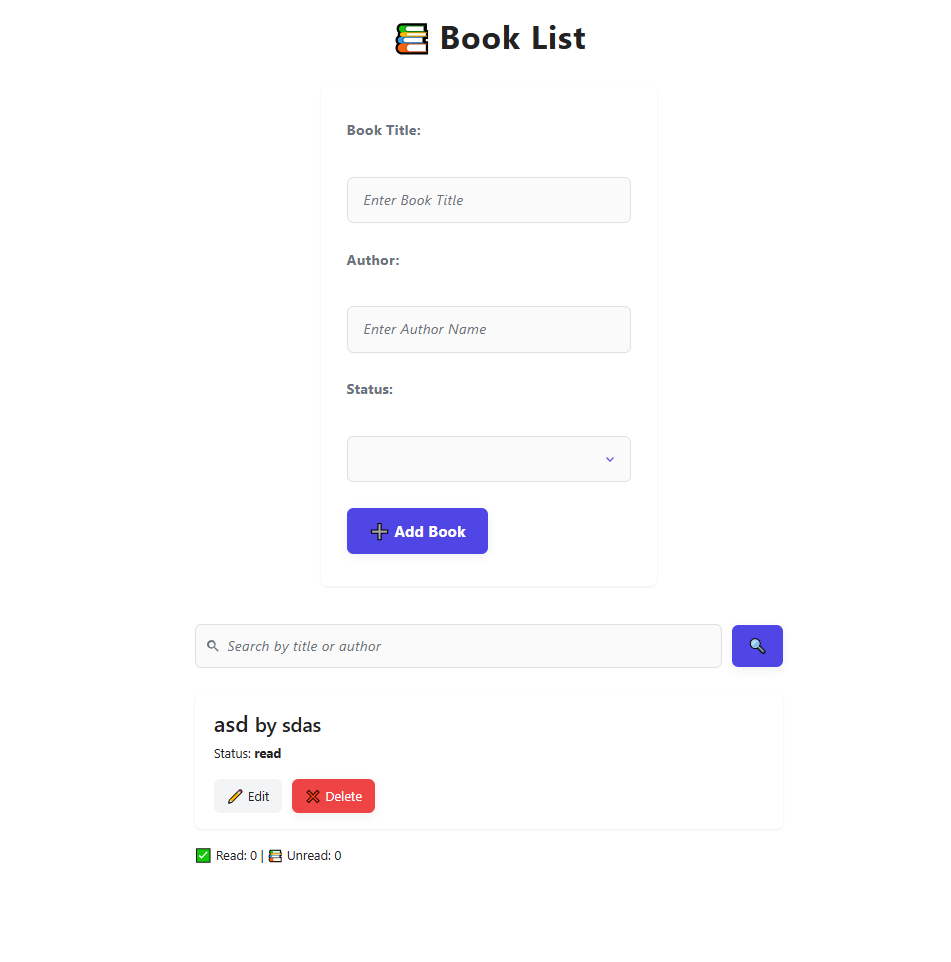 📚 Book List
Book Title:
Enter Book Title
Author:
Enter Author Name
Status:
➕ Add Book
Search by title or author
asd by sdas
Status: read
✏️ Edit
❌ Delete
✅ Read: 0 | 📚 Unread: 0